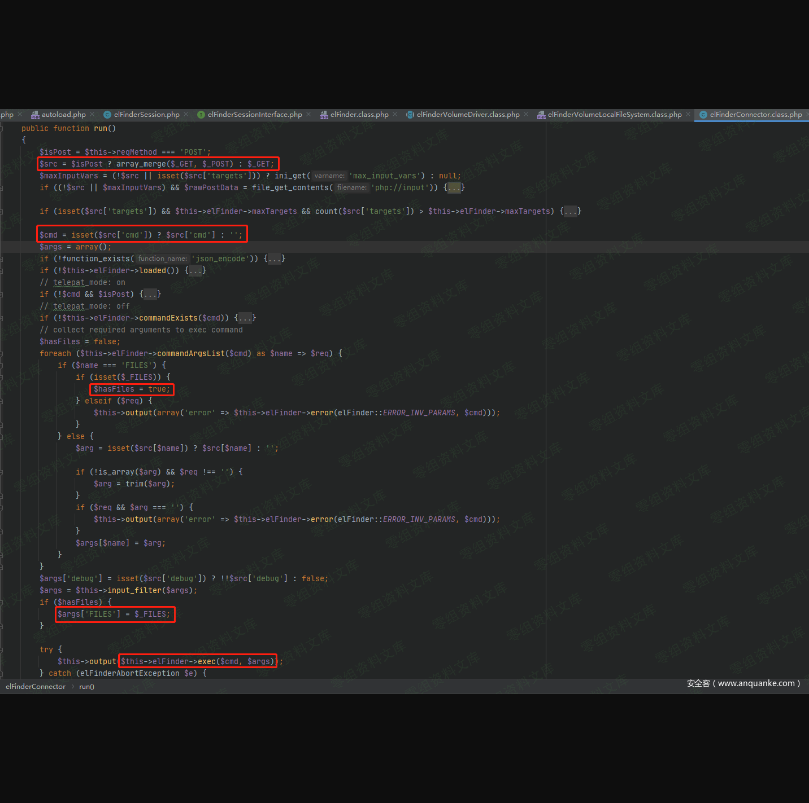 php autoload.php elFinderSession.php elFinderSessionInterface.php elFinder.class.php elFinderVolumeDriver.class.php elFinderVolumeLocalFileSystem.class.php elFinderConnector.class.php
public function run()
{
$isPost = $this->reqMethod === 'POST';
$src = $isPost ? array_merge($_GET, $_POST) : $_GET;
$maxInputVars = (!$src || isset($src['targets'])) ? ini_get( varname: 'max_input_vars') : null;
if ((!$src || $maxInputVars) && $rawPostData = file_get_contents( filename: 'php://input')) {...}
if (isset($src['targets']) && $this->elFinder->maxTargets && count($src['targets']) > $this->elFinder->maxTargets) {...}
$cmd = isset($src['cmd']) ? $src['cmd'] : '';
$args = array();
if (!function_exists( function_name: 'json_encode')) {...}
if (!$this->elFinder->loaded()) {...}
// telepat_mode: on
if (!$cmd && $isPost) {...}
// telepat_mode: off
if (!$this->elFinder->commandExists($cmd)) {...}
// collect required arguments to exec command
$hasFiles = false;
foreach ($this->elFinder->commandArgsList($cmd) as $name => $req) {
if ($name === 'FILES') {
if (isset($_FILES)) {
$hasFiles = true;
} elseif ($req) {
$this->output(array('error' => $this->elFinder->error(elFinder::ERROR_INV_PARAMS, $cmd)));
}
} else {
$arg = isset($src[$name]) ? $src[$name] : '';
if (!is_array($arg) && $req !== '') {
$arg = trim($arg);
}
if ($req && $arg === '') {
$this->output(array('error' => $this->elFinder->error(elFinder::ERROR_INV_PARAMS, $cmd)));
}
$args[$name] = $arg;
}
}
$args['debug'] = isset($src['debug']) ? !!$src['debug'] : false;
$args = $this->input_filter($args);
if ($hasFiles) {
$args['FILES'] = $_FILES;
}
try {
$this->output($this->elFinder->exec($cmd, $args));
} catch (elFinderAbortException $e) {
elFinderConnector › run()
安全客（www.anquanke.com）